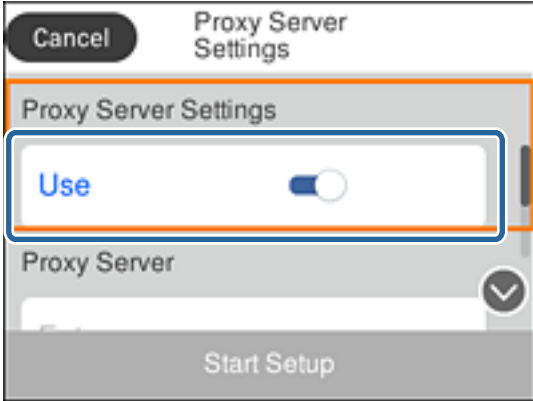 Cancel
Proxy Server
Settings
Proxy Server Settings
Use
Proxy Server
Start Setup